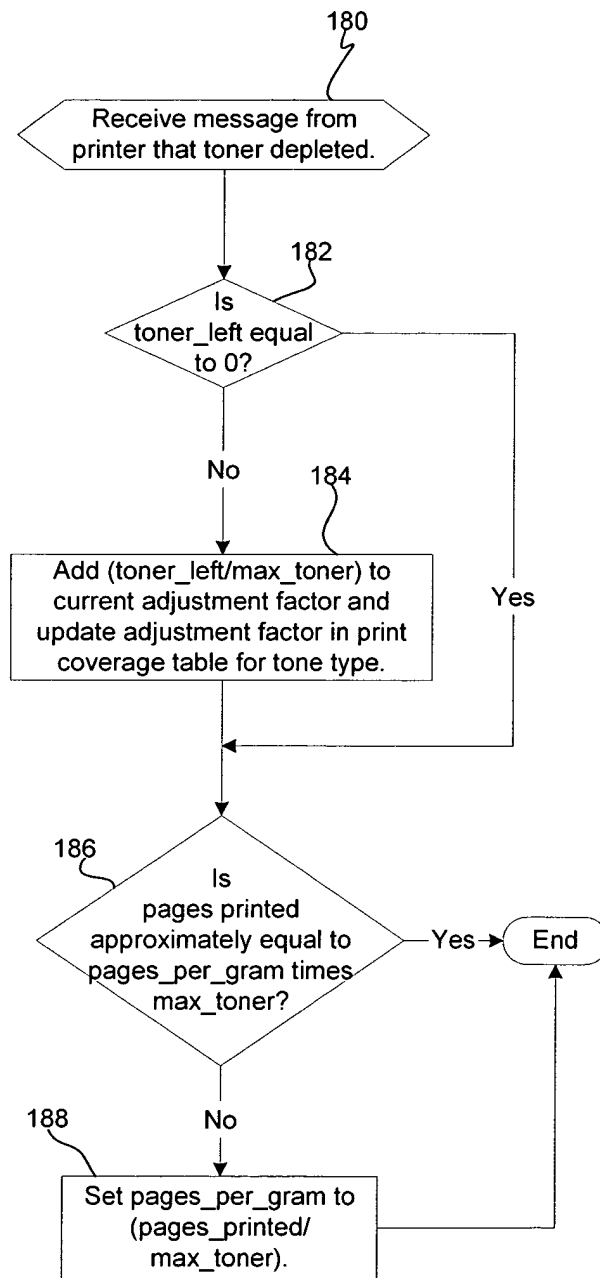 180
Receive message from
printer that toner depleted.
182
Is
toner_left equal
to 0?
No
184
Yes
Add (toner_left/max_toner) to
current adjustment factor and
update adjustment factor in print
coverage table for tone type.
186
Is
pages printed
approximately equal to
pages_per_gram times
max_toner?
Yes
End
No
188
Set pages_per_gram to
(pages_printed/
max_toner).